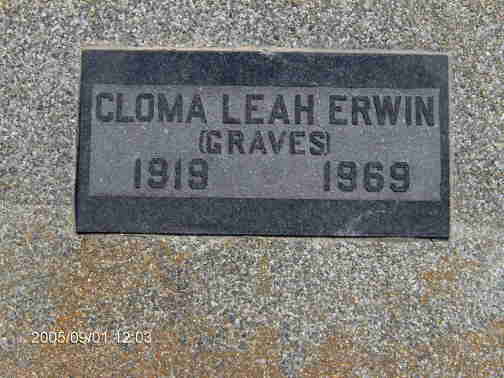 CLOMA LEAH ERWIN
(GRAVES)
1919 1969
2005/09/01 12:03